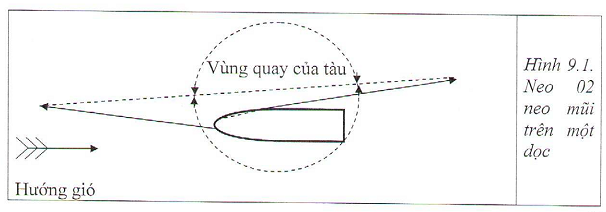 Vùng quay của tàu
Hướng gió
Hình 9.1.
Neo 02
neo mũi
trên một
dọc